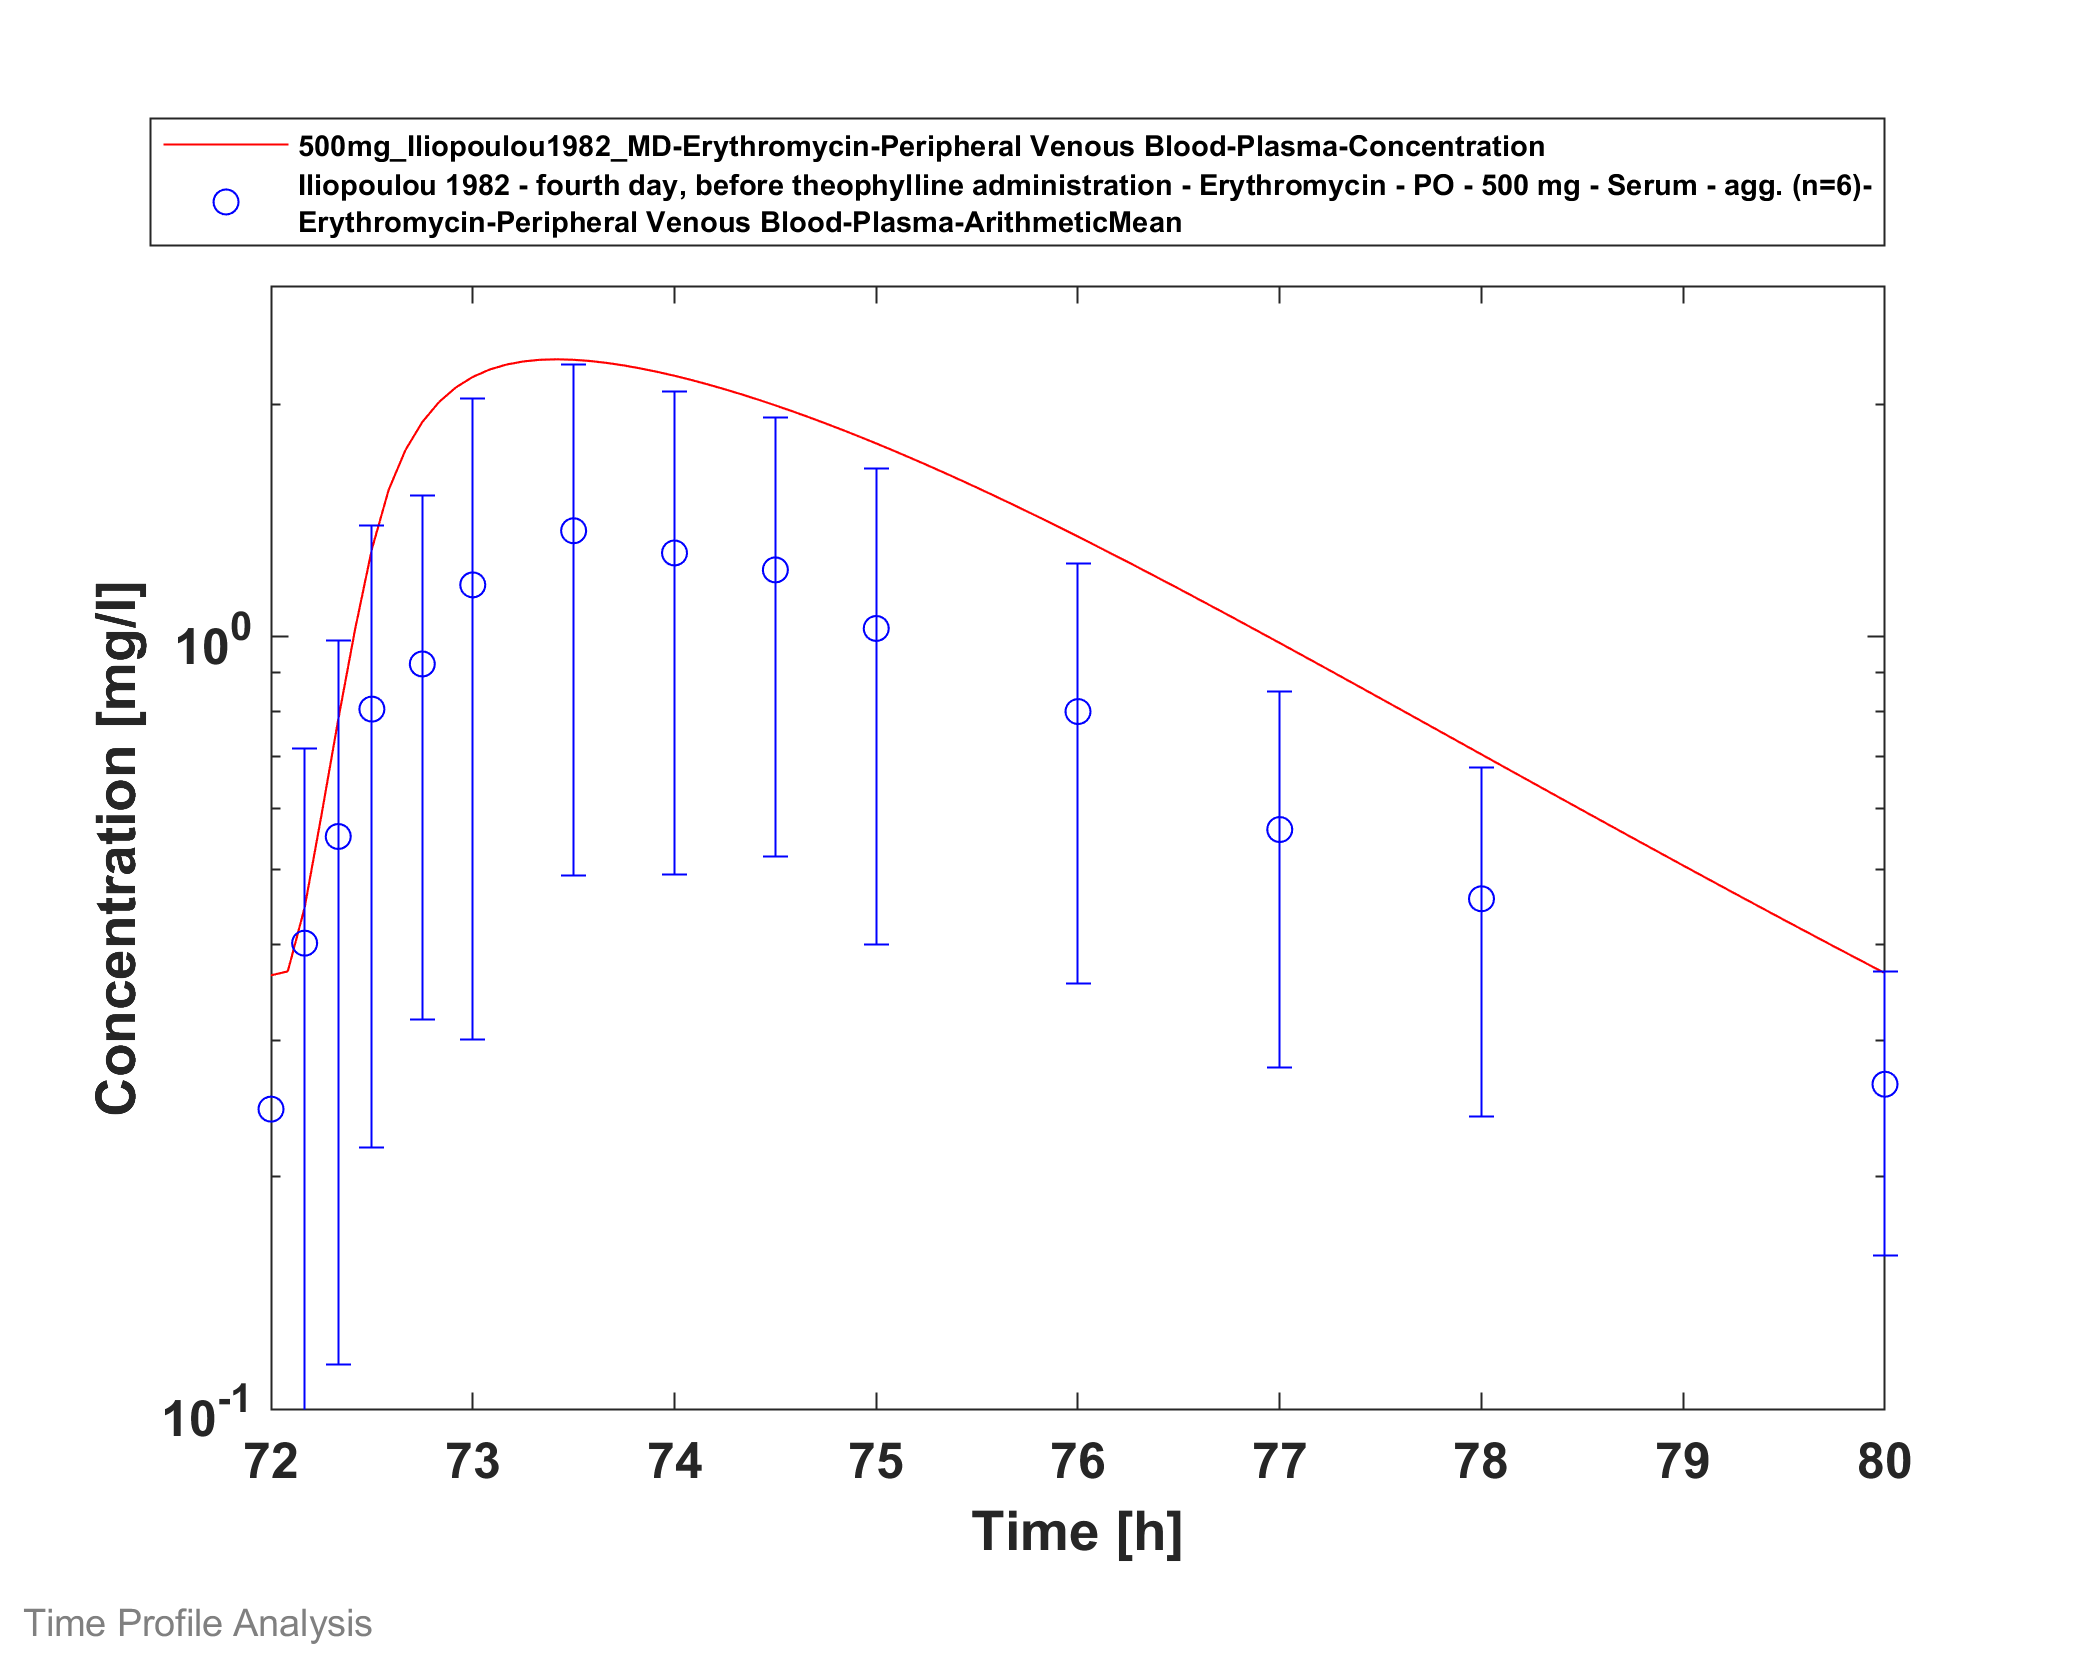 500mg_Iliopoulou1982_MD-Erythromycin-Peripheral Venous Blood-Plasma-Concentration
Iliopoulou 1982 - fourth day, before theophylline administration - Erythromycin - PO - 500 mg - Serum - agg. (n=6)-
Erythromycin-Peripheral Venous Blood-Plasma-ArithmeticMean
Concentration [mg/l]
10^0
10^-1
72 73 74 75 76 77 78 79 80
Time [h]
Time Profile Analysis